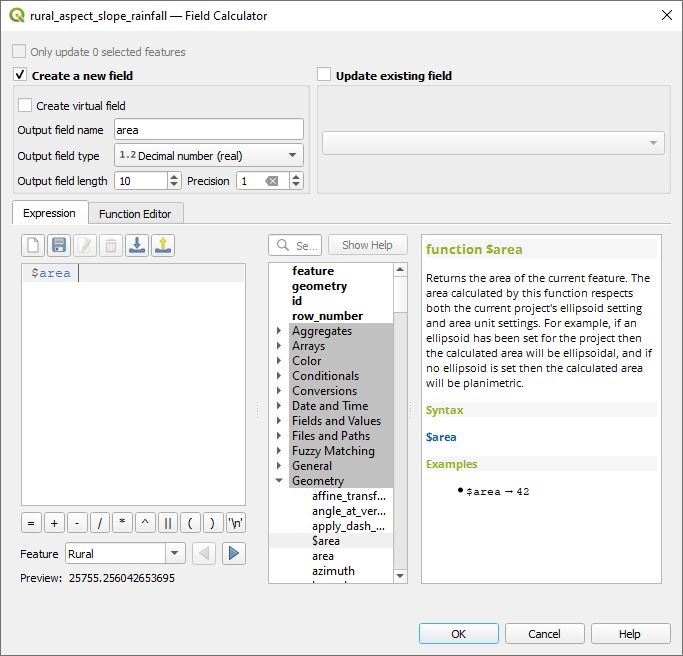 rural_aspect_slope_rainfall — Field Calculator
Only update 0 selected features
Create a new field
Update existing field
Create virtual field
Output field name area
Output field type 1.2 Decimal number (real)
Output field length 10 Precision 1
Expression Function Editor
Se... Show Help
$area
feature
geometry
id
row_number
Aggregates
Arrays
Color
Conditionals
Conversions
Date and Time
Fields and Values
Files and Paths
Fuzzy Matching
General
Geometry
affine_transf...
angle_at_ver...
apply_dash_...
$area
area
azimuth
function $area
Returns the area of the current feature. The
area calculated by this function respects
both the current project's ellipsoid setting
and area unit settings. For example, if an
ellipsoid has been set for the project then
the calculated area will be ellipsoidal, and if
no ellipsoid is set then the calculated area
will be planimetric.
Syntax
$area
Examples
• $area → 42
= + - / * ^ || ( ) '\n'
Feature Rural
Preview: 25755.256042653695
OK Cancel Help